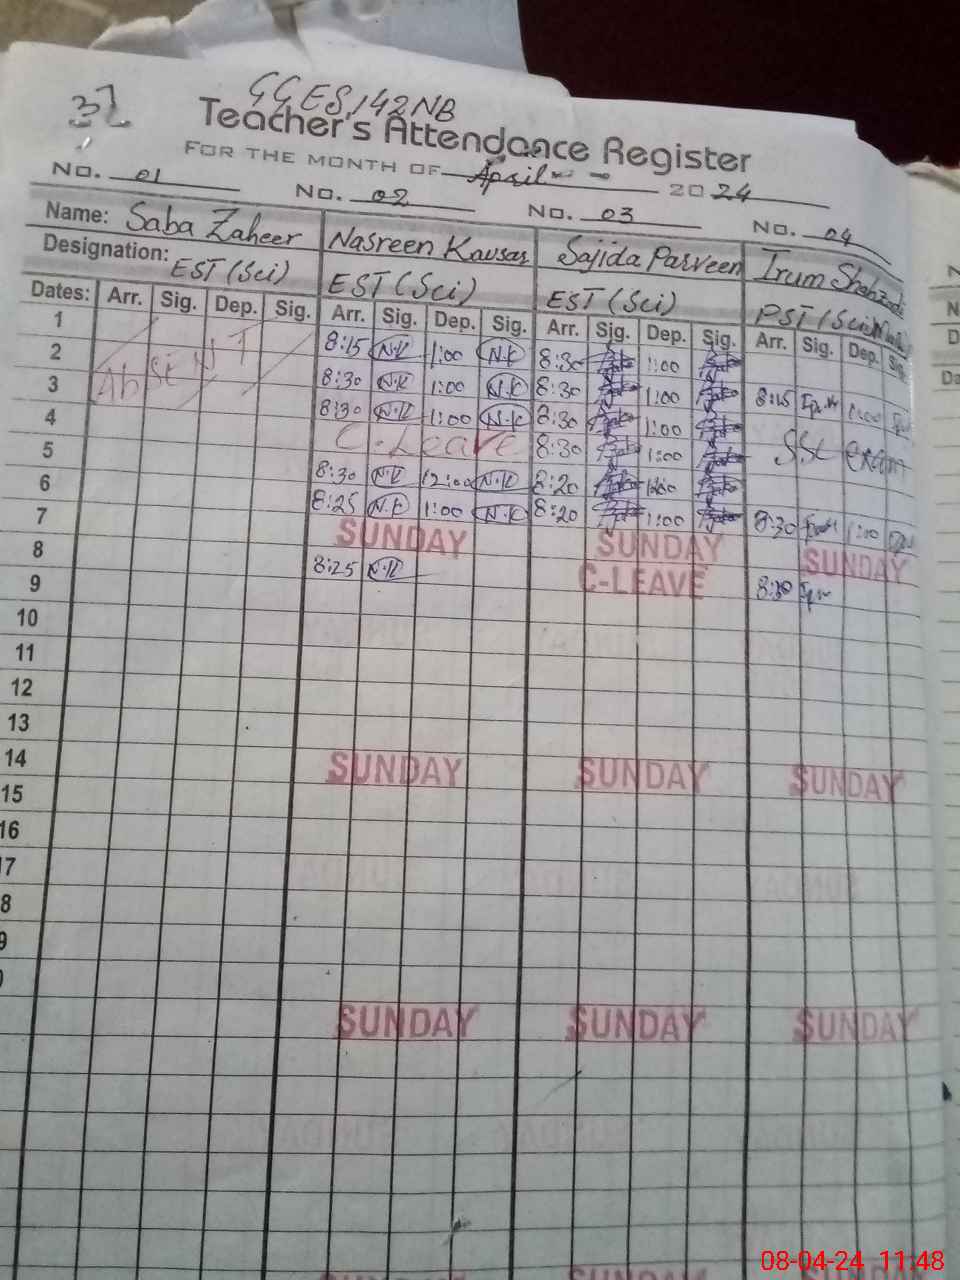 37
GGES, 142NB
Teacher's Attendance Register
FOR THE MONTH OF April 2024
No. 01 No. 02 No. 03 No. 04
Name: Saba Zaheer Nasreen Kausar Sajida Parveen Irum Shahzadi
Designation: EST (Sci) EST (Sci) EST (Sci) PST (Sci
Dates: Arr. Sig. Dep. Sig. Arr. Sig. Dep. Sig. Arr. Sig. Dep. Sig. Arr. Sig. Dep. Sig.
1 8:15 N.K 1:00 N.K 8:30 1:00
2 8:30 N.K 1:00 N.K 8:30 1:00 8:15 1:00
3 8:30 N.K 1:00 N.K 8:30 1:00
4 C-Leave 8:30 1:00 SSC exam
5 8:30 N.K 12:00 N.K 8:20 12:00
6 8:25 N.K 1:00 N.K 8:20 1:00 8:30 1:00
7 SUNDAY SUNDAY SUNDAY
8 8:25 N.K C-LEAVE 8:30
9
10
11
12
13
14 SUNDAY SUNDAY SUNDAY
15
16
17
8
9
SUNDAY SUNDAY SUNDAY
08-04-24 11:48